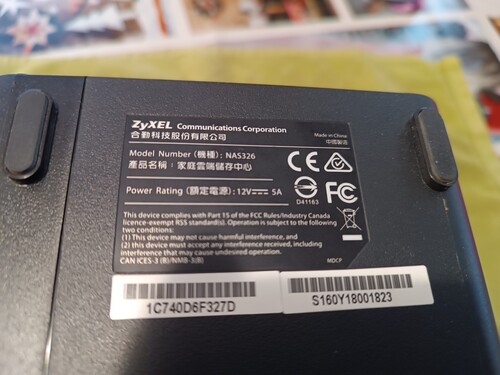 ZyXEL Communications Corporation
合勤科技股份有限公司
Made in China
中國製造
Model Number (機種): NAS326
產品名稱: 家庭雲端儲存中心
Power Rating (額定電源): 12V⎓ 5A
CE
FC
D41163
This device complies with Part 15 of the FCC Rules/Industry Canada
licence-exempt RSS standard(s). Operation is subject to the following
two conditions:
(1) This device may not cause harmful interference, and
(2) this device must accept any interference received, including
interference that may cause undesired operation.
CAN ICES-3 (B)/NMB-3(B)
MDCP
1C740D6F327D
S160Y18001823